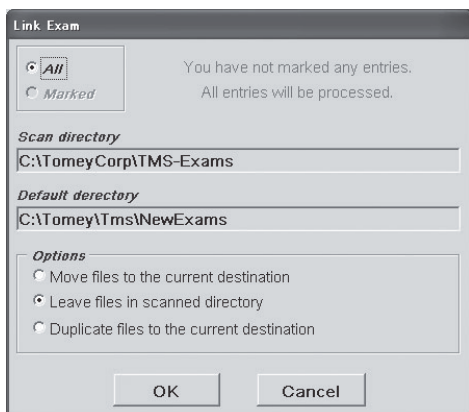 Link Exam
All
You have not marked any entries.
Marked
All entries will be processed.
Scan directory
C:\TomeyCorp\TMS-Exams
Default derectory
C:\Tomey\Tms\NewExams
Options
Move files to the current destination
Leave files in scanned directory
Duplicate files to the current destination
OK
Cancel